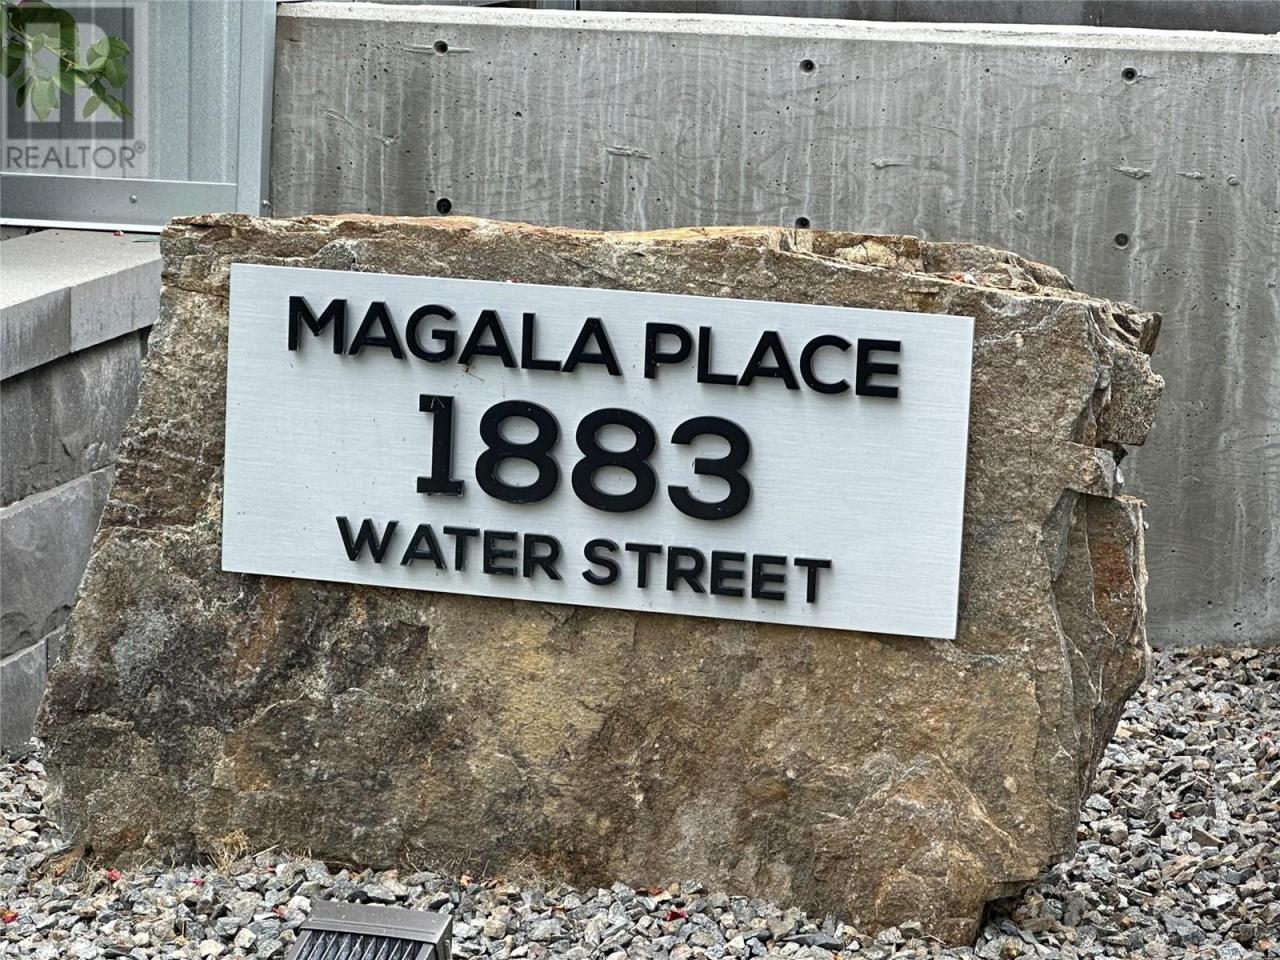 REALTOR®
MAGALA PLACE
1883
WATER STREET